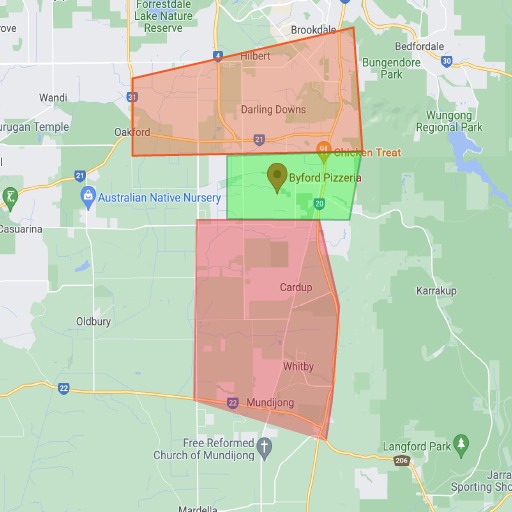 Forrestdale
Lake Nature
Reserve
Brookdale
Bedfordale
4
Hilbert
30
Bungendore
Park
31
Wandi
Darling Downs
Wungong
Regional Park
urugan Temple
Oakford
21
Chicken Treat
21
Byford Pizzeria
Australian Native Nursery
20
Casuarina
Cardup
Karrakup
Oldbury
Whitby
22
22
Mundijong
Free Reformed
Church of Mundijong
Langford Park
206
Jarra
Sporting Sho
Mardella